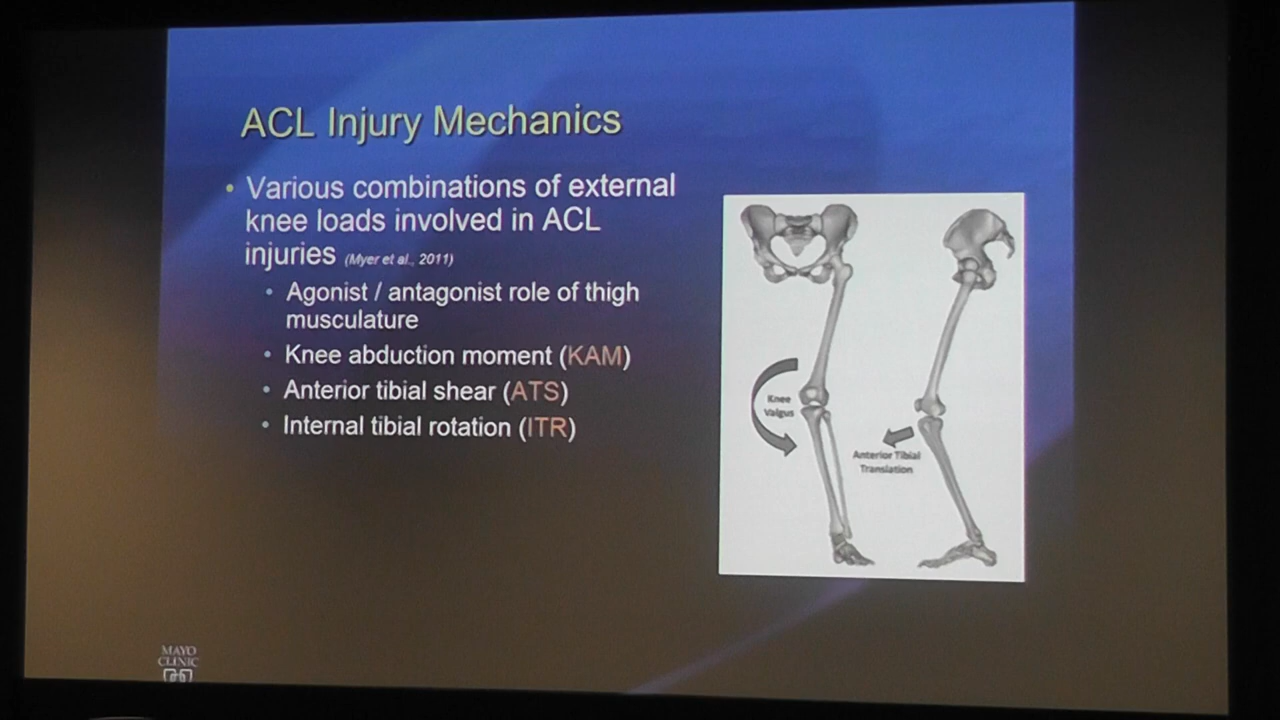 ACL Injury Mechanics
• Various combinations of external
knee loads involved in ACL
injuries (Myer et al., 2011)
• Agonist / antagonist role of thigh
musculature
• Knee abduction moment (KAM)
• Anterior tibial shear (ATS)
• Internal tibial rotation (ITR)
Knee
Valgus
Anterior Tibial
Translation
MAYO
CLINIC